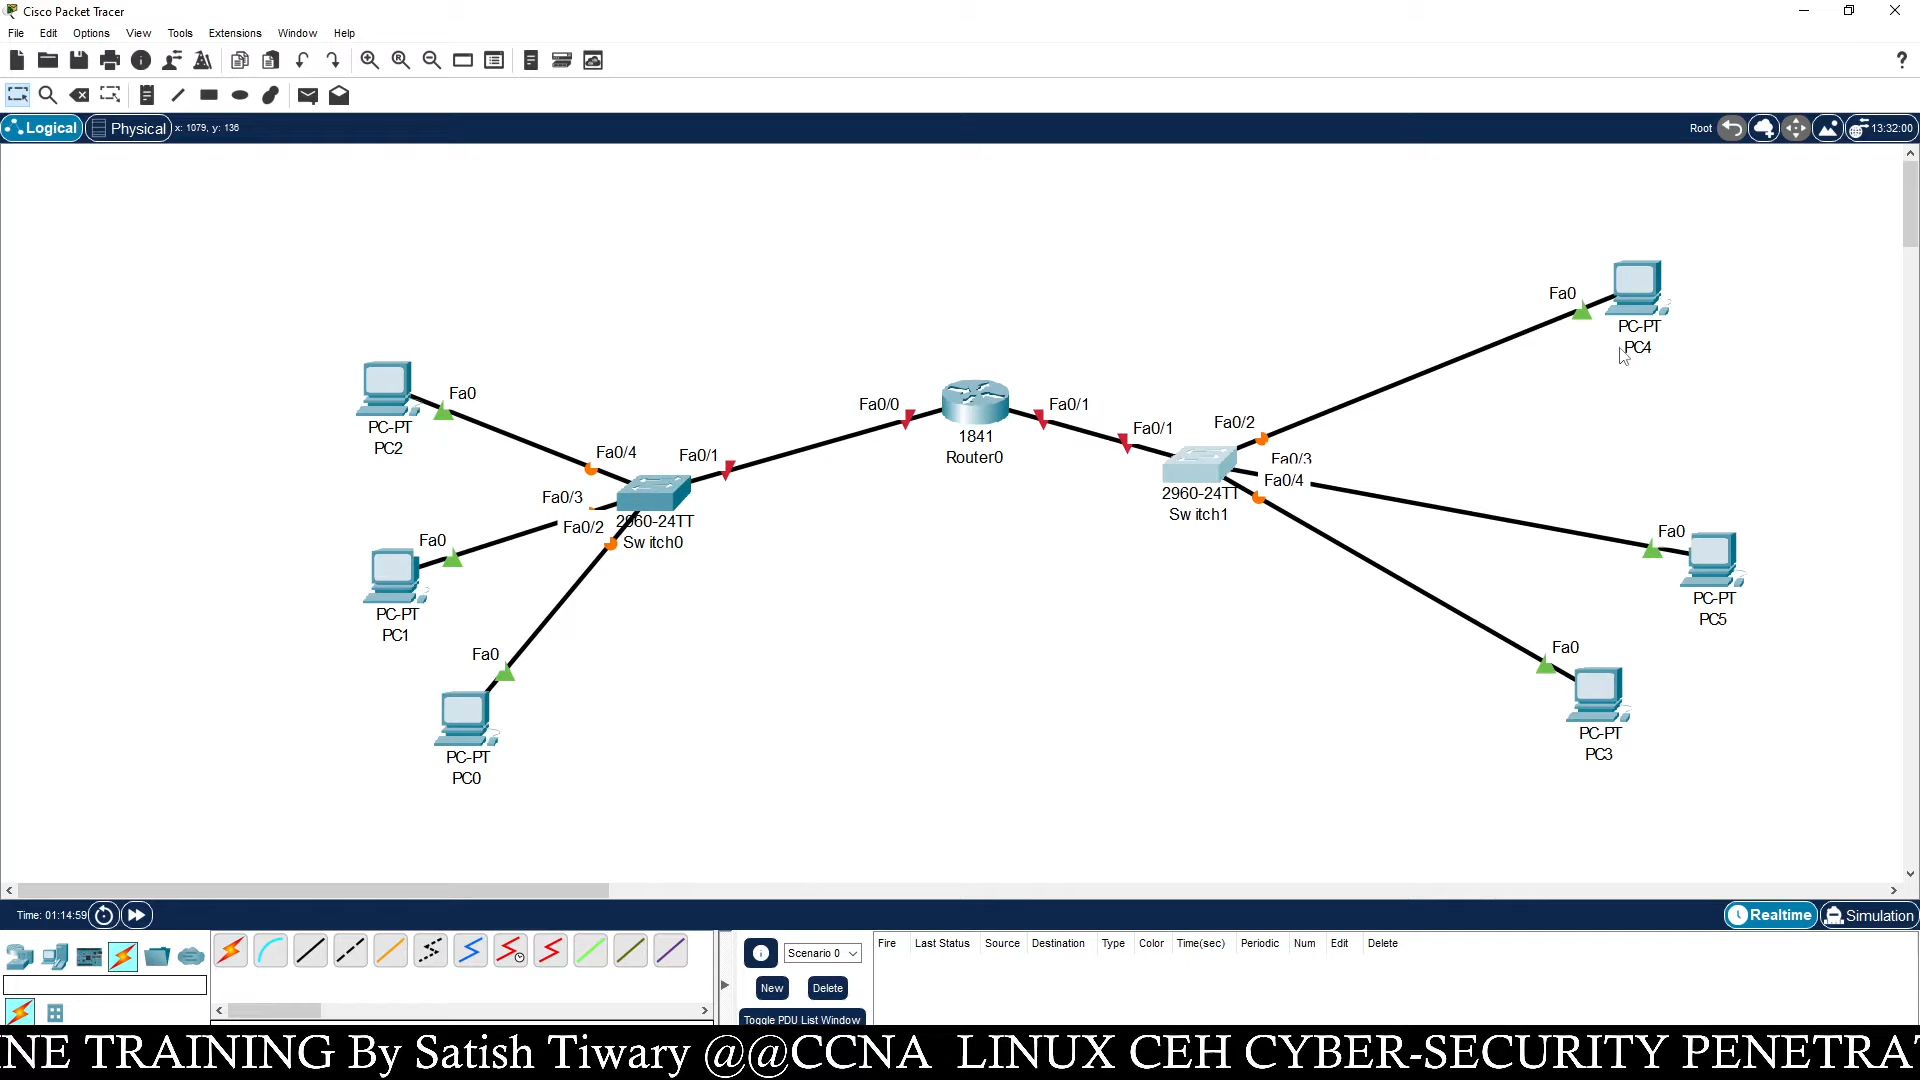 Cisco Packet Tracer
File Edit Options View Tools Extensions Window Help
Logical Physical x: 1079, y: 136 Root 13:32:00
Fa0
PC-PT
PC4
Fa0
PC-PT
PC2
Fa0/0
Fa0/1
1841
Router0
Fa0/1
Fa0/2
Fa0/3
Fa0/4
2960-24TT
Switch1
Fa0/4
Fa0/1
Fa0/3
Fa0/2
2960-24TT
Switch0
Fa0
PC-PT
PC1
Fa0
PC-PT
PC5
Fa0
PC-PT
PC0
Fa0
PC-PT
PC3
Time: 01:14:59 Realtime Simulation
Scenario 0
New Delete
Toggle PDU List Window
Fire Last Status Source Destination Type Color Time(sec) Periodic Num Edit Delete
NE TRAINING By Satish Tiwary @@CCNA LINUX CEH CYBER-SECURITY PENETRA